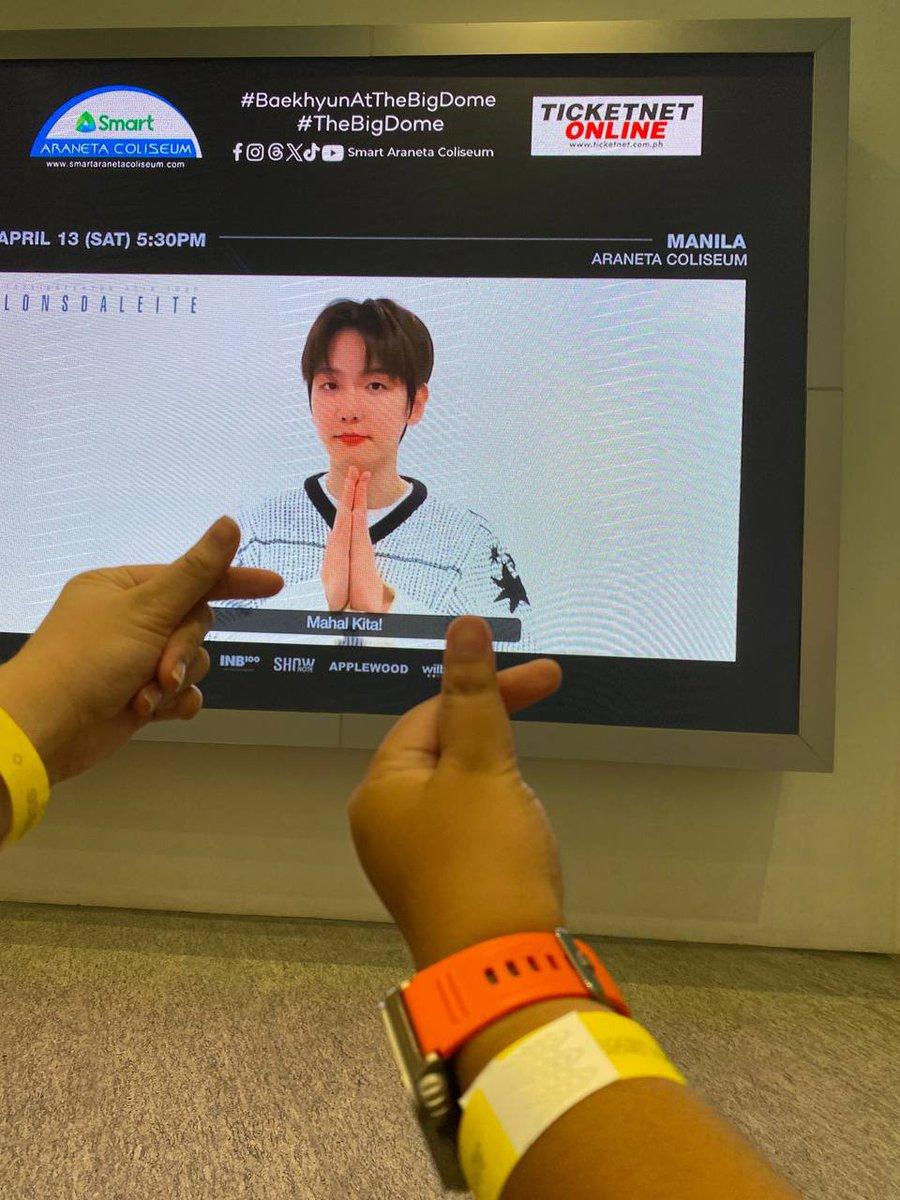 Smart
ARANETA COLISEUM
www.smartaranetacoliseum.com
#BaekhyunAtTheBigDome
#TheBigDome
Smart Araneta Coliseum
TICKETNET
ONLINE
www.ticketnet.com.ph
APRIL 13 (SAT) 5:30PM
MANILA
ARANETA COLISEUM
LONSDALEITE
Mahal Kita!
INB100
SHOW NOTE
APPLEWOOD